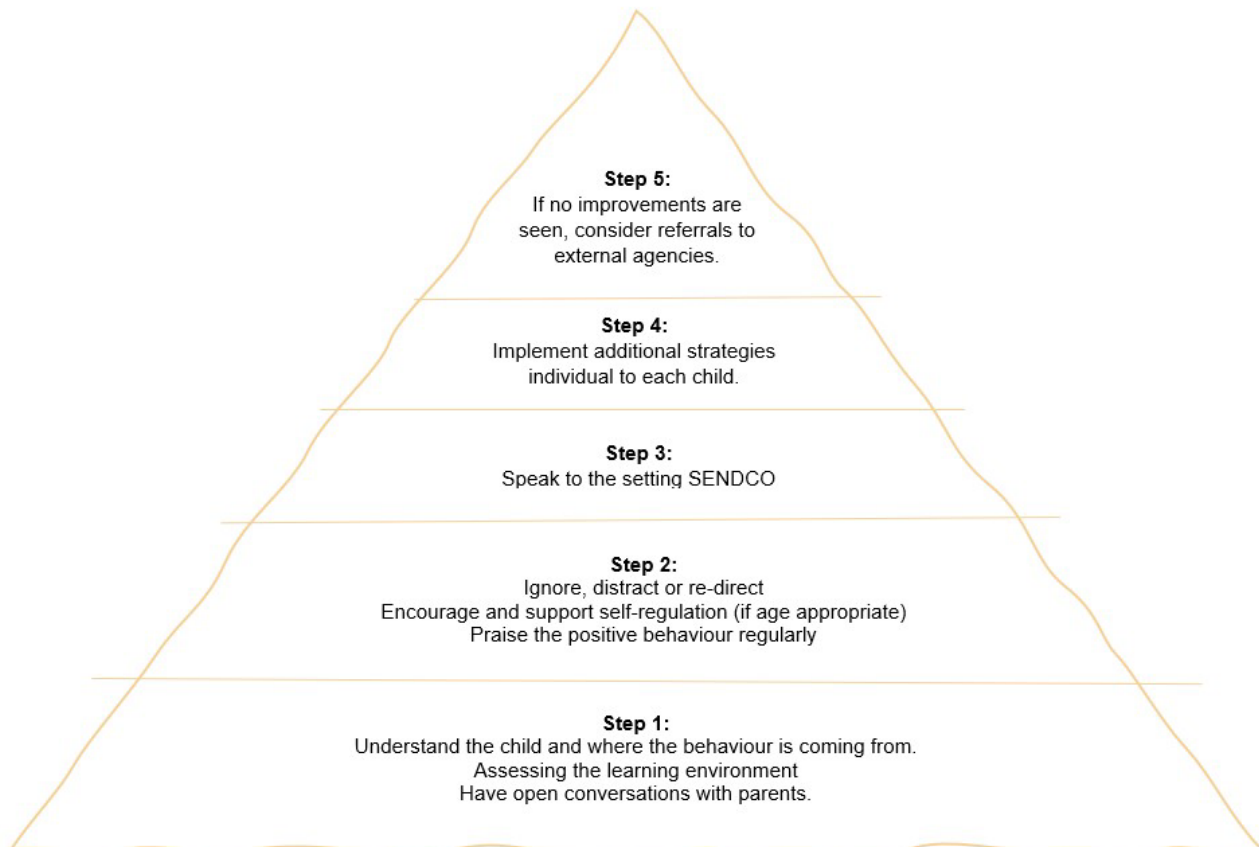 Step 5:
If no improvements are
seen, consider referrals to
external agencies.
Step 4:
Implement additional strategies
individual to each child.
Step 3:
Speak to the setting SENDCO
Step 2:
Ignore, distract or re-direct
Encourage and support self-regulation (if age appropriate)
Praise the positive behaviour regularly
Step 1:
Understand the child and where the behaviour is coming from.
Assessing the learning environment
Have open conversations with parents.